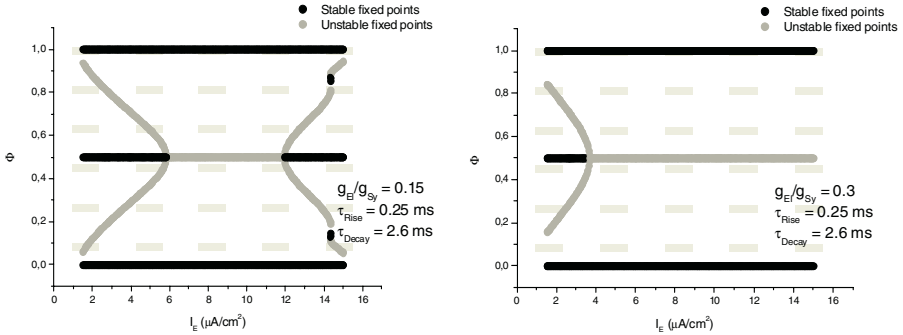 Stable fixed points
Unstable fixed points
1,0
0,8
0,6
0,4
0,2
0,0
Φ
0 2 4 6 8 10 12 14 16
I_E (μA/cm²)
g_El/g_Sy = 0.15
τ_Rise = 0.25 ms
τ_Decay = 2.6 ms
Stable fixed points
Unstable fixed points
1,0
0,8
0,6
0,4
0,2
0,0
Φ
0 2 4 6 8 10 12 14 16
I_E (μA/cm²)
g_El/g_Sy = 0.3
τ_Rise = 0.25 ms
τ_Decay = 2.6 ms